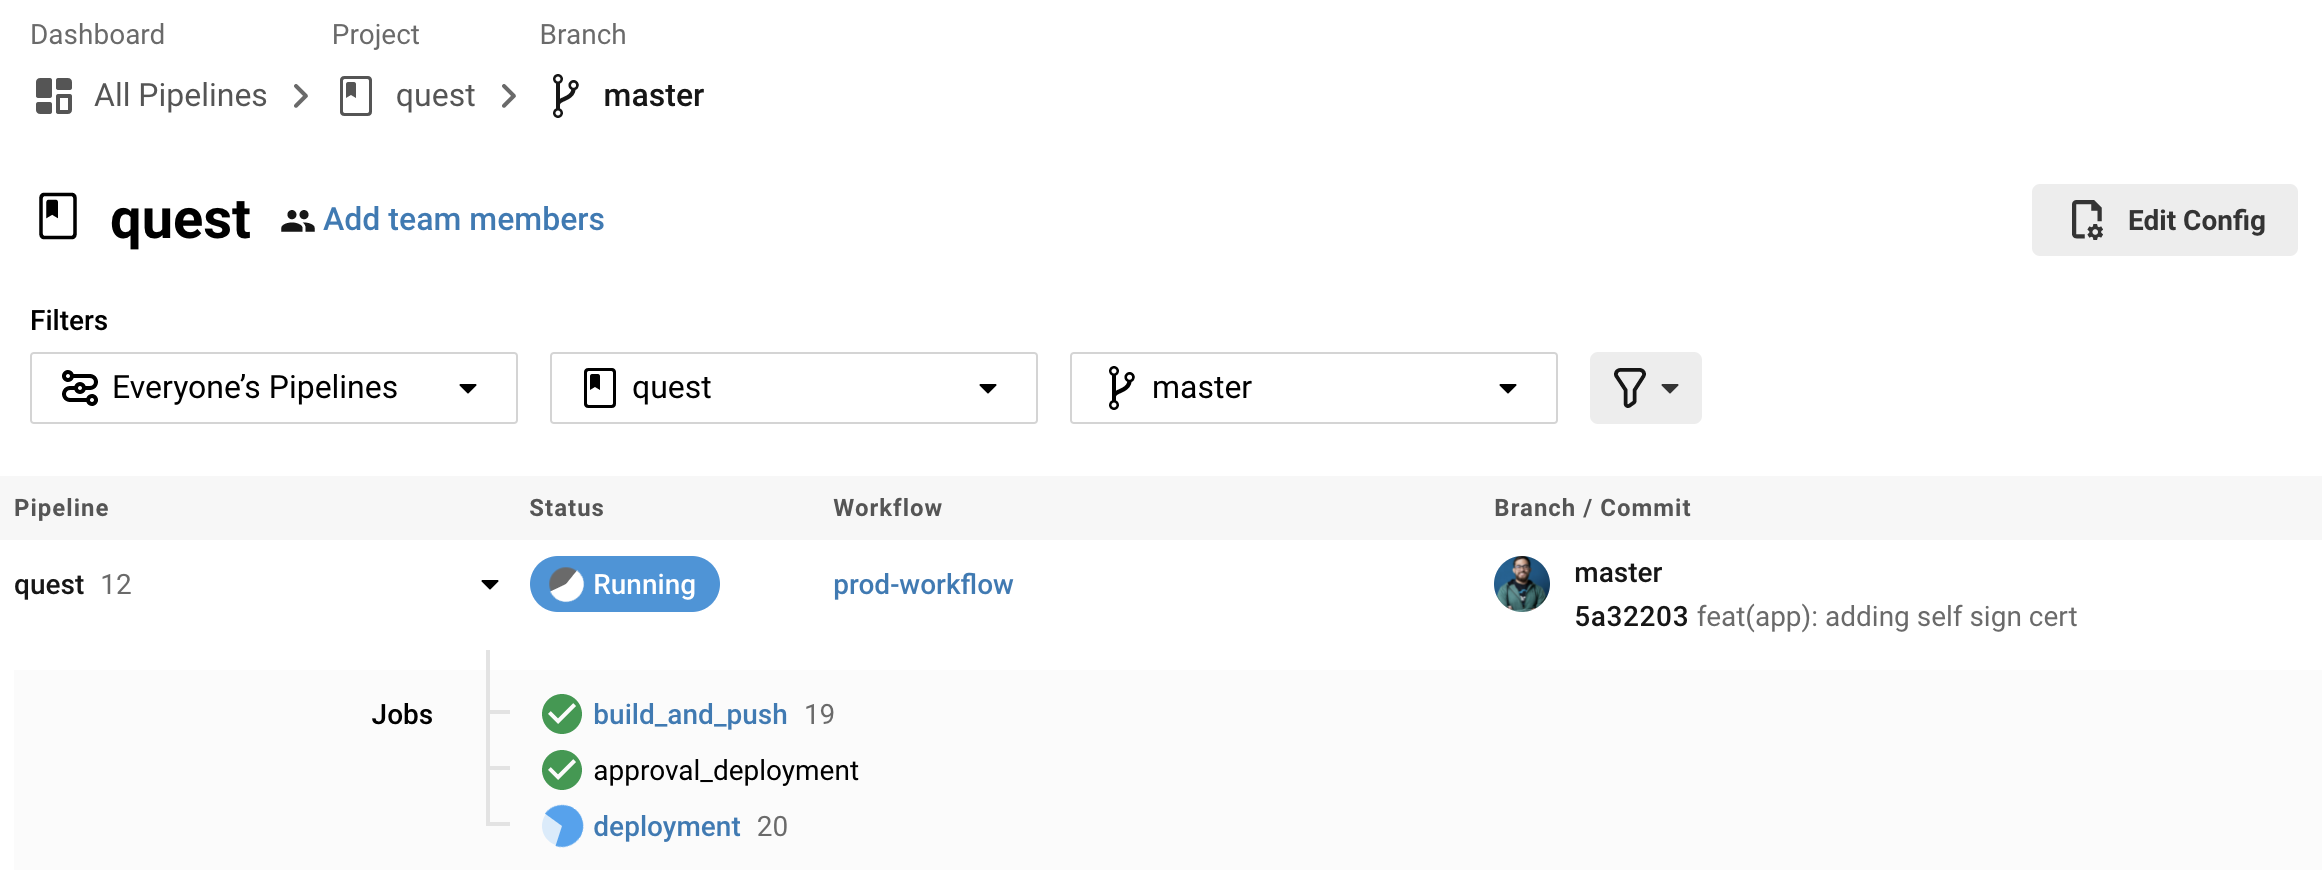 Dashboard Project Branch
All Pipelines quest master
quest Add team members Edit Config
Filters
Everyone’s Pipelines quest master
Pipeline Status Workflow Branch / Commit
quest 12 Running prod-workflow master
5a32203 feat(app): adding self sign cert
Jobs build_and_push 19
approval_deployment
deployment 20